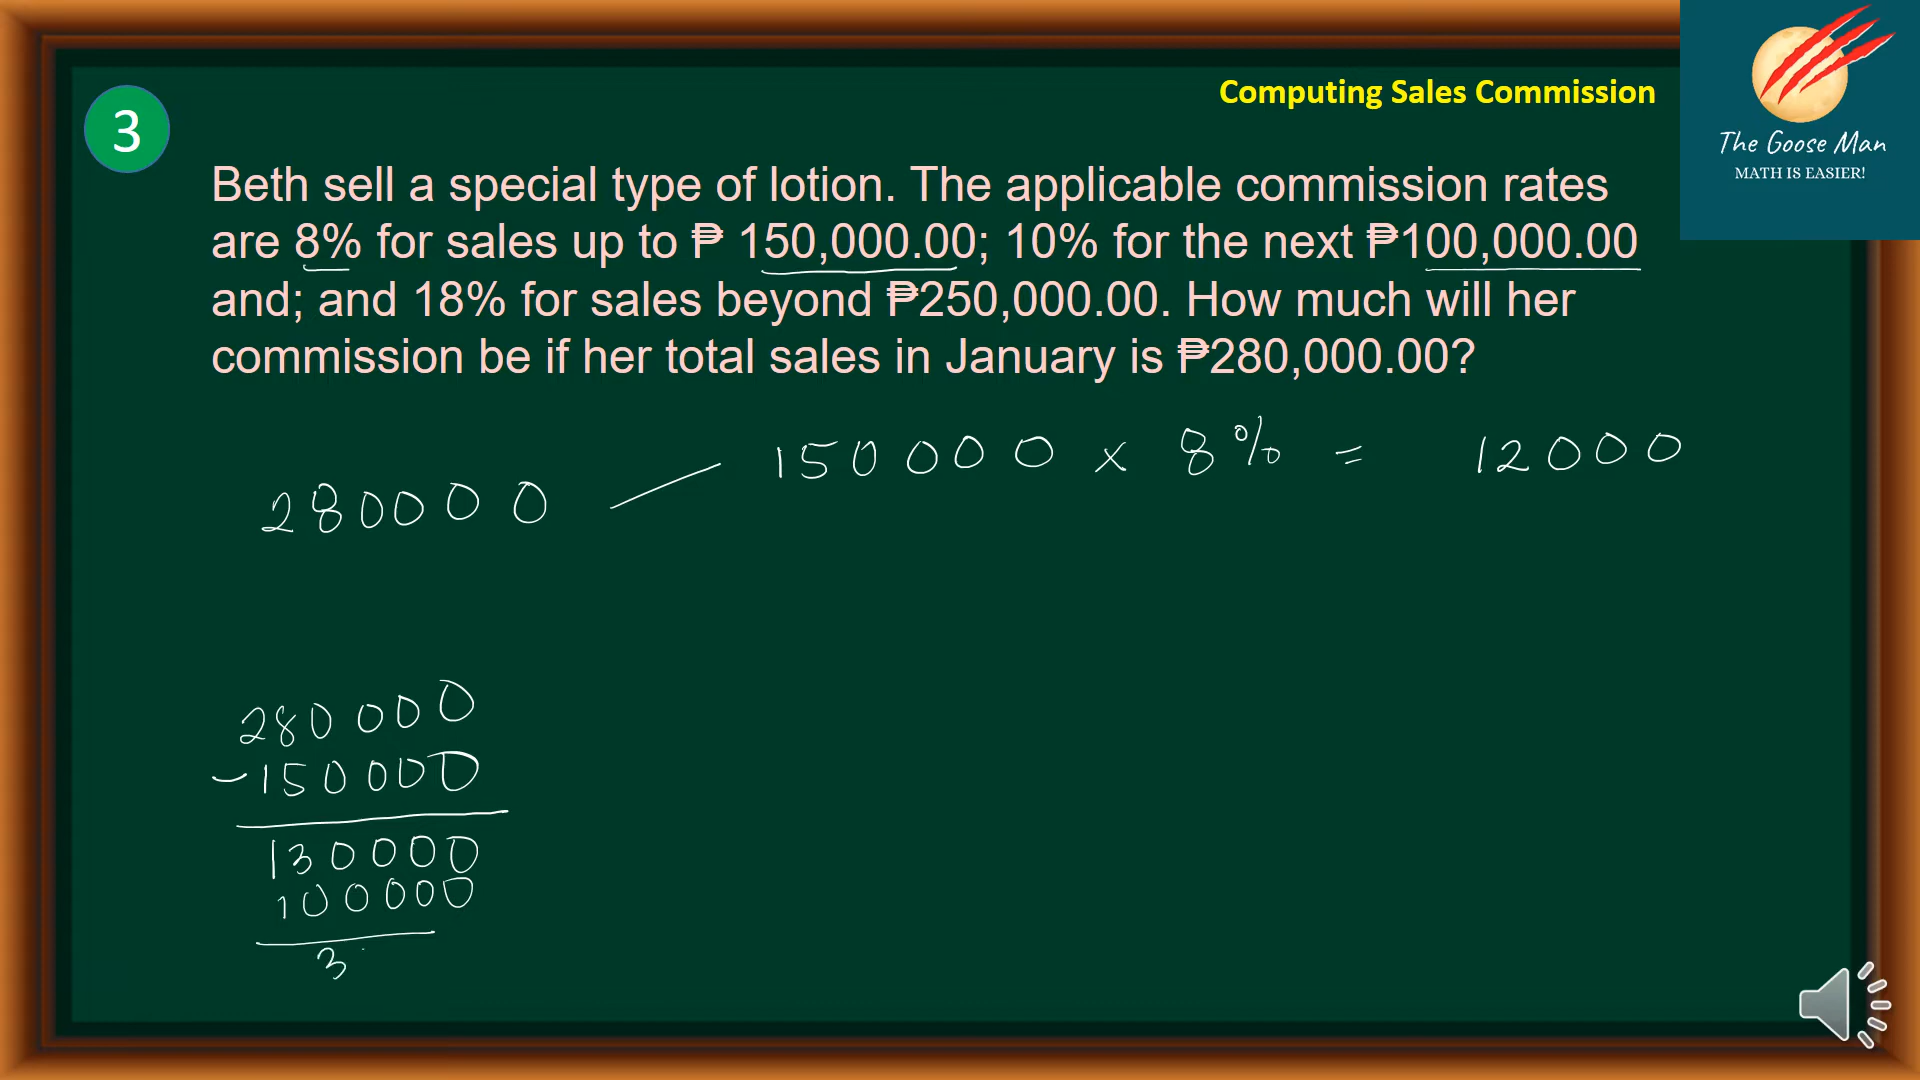 3
Computing Sales Commission
The Goose Man
MATH IS EASIER!
Beth sell a special type of lotion. The applicable commission rates
are 8% for sales up to ₱ 150,000.00; 10% for the next ₱100,000.00
and; and 18% for sales beyond ₱250,000.00. How much will her
commission be if her total sales in January is ₱280,000.00?
150000 x 8% = 12000
280000
280000
-150000
130000
100000
3